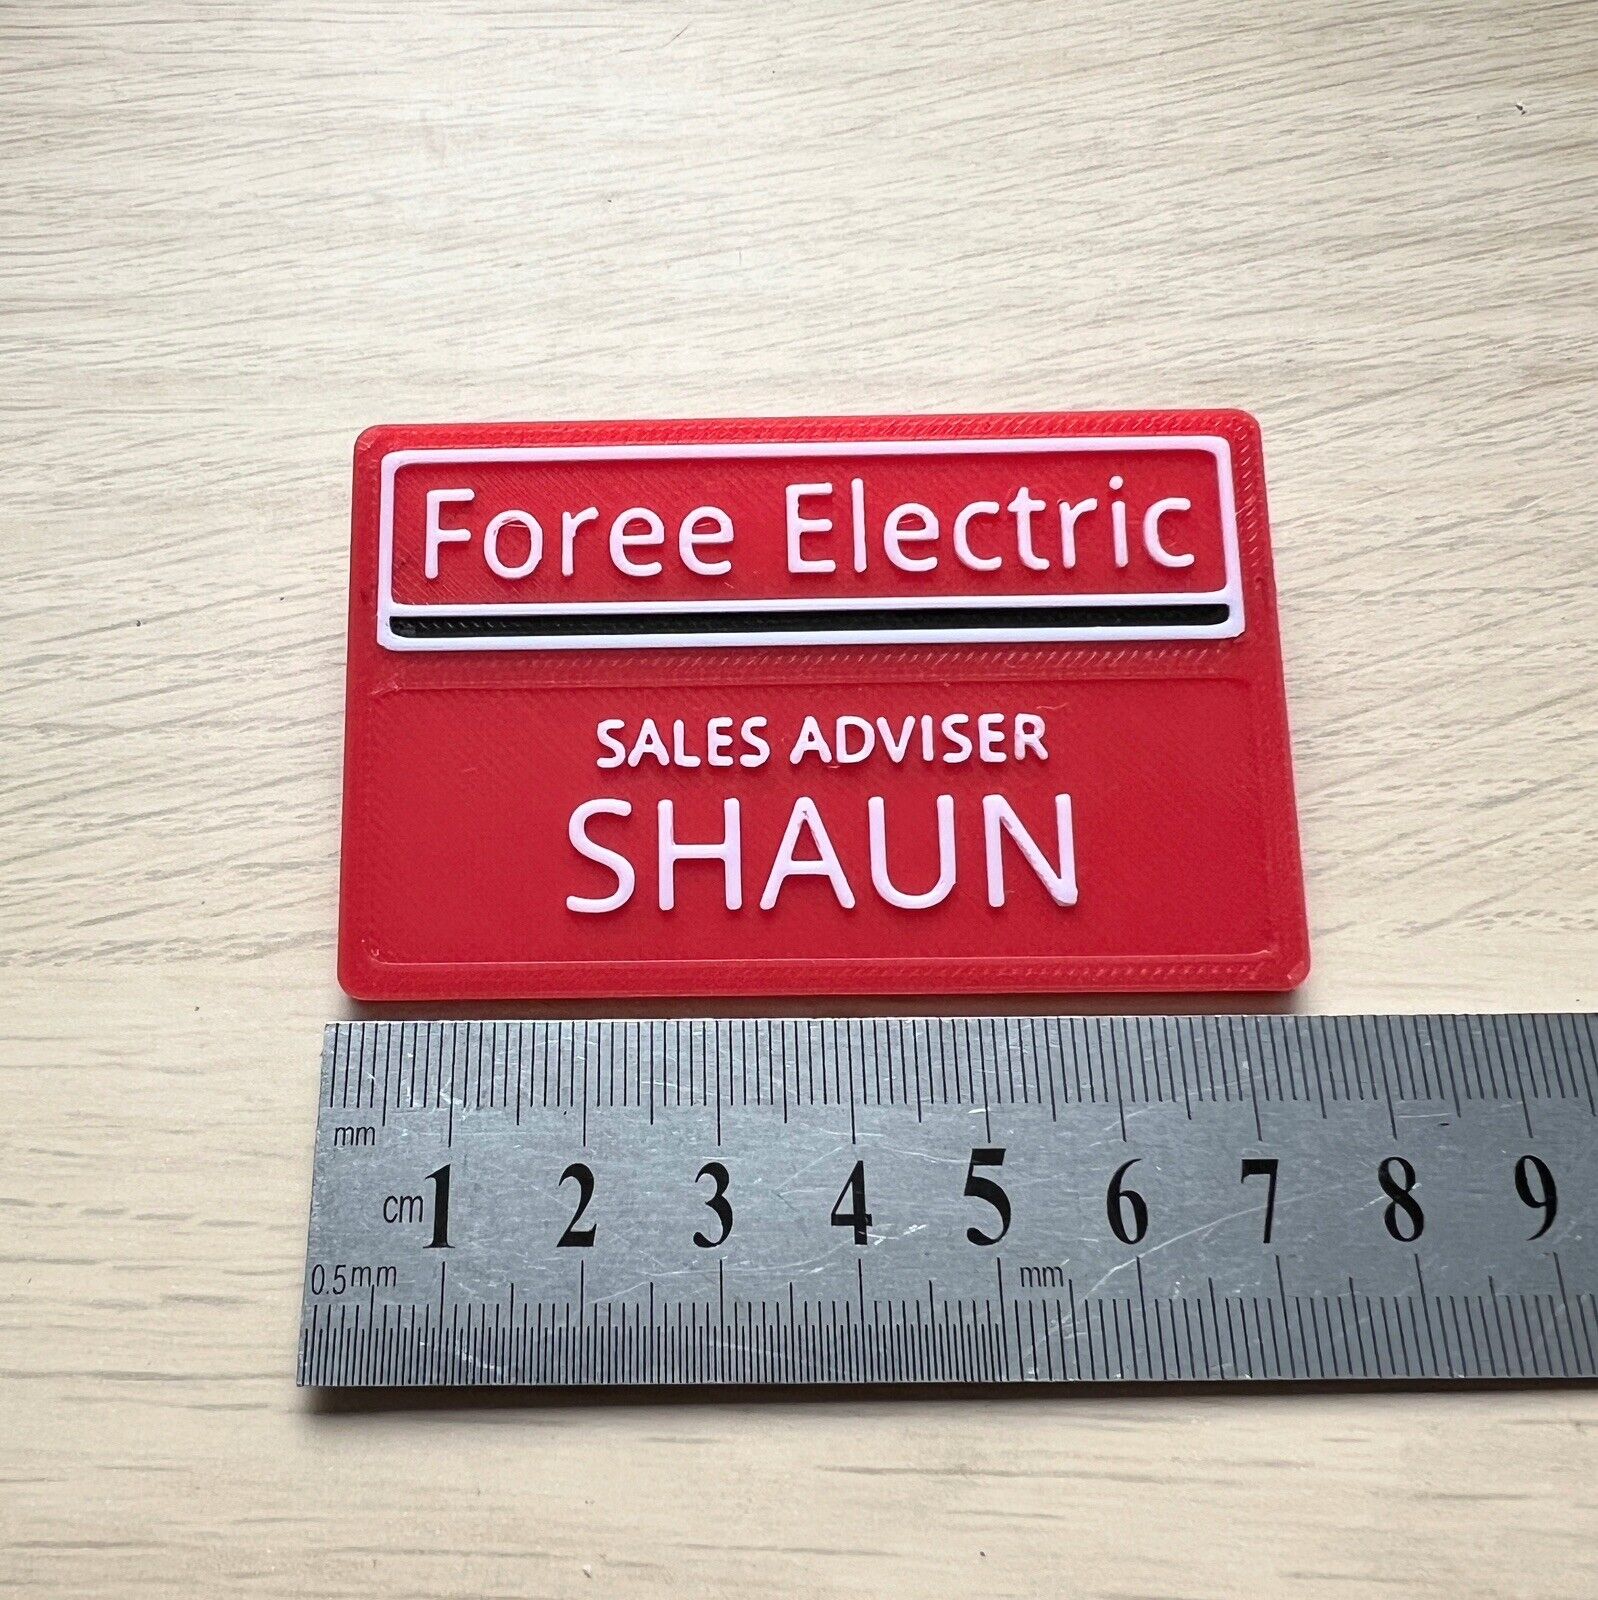 Foree Electric
SALES ADVISER
SHAUN
mm
cm 1 2 3 4 5 6 7 8 9
0.5mm mm